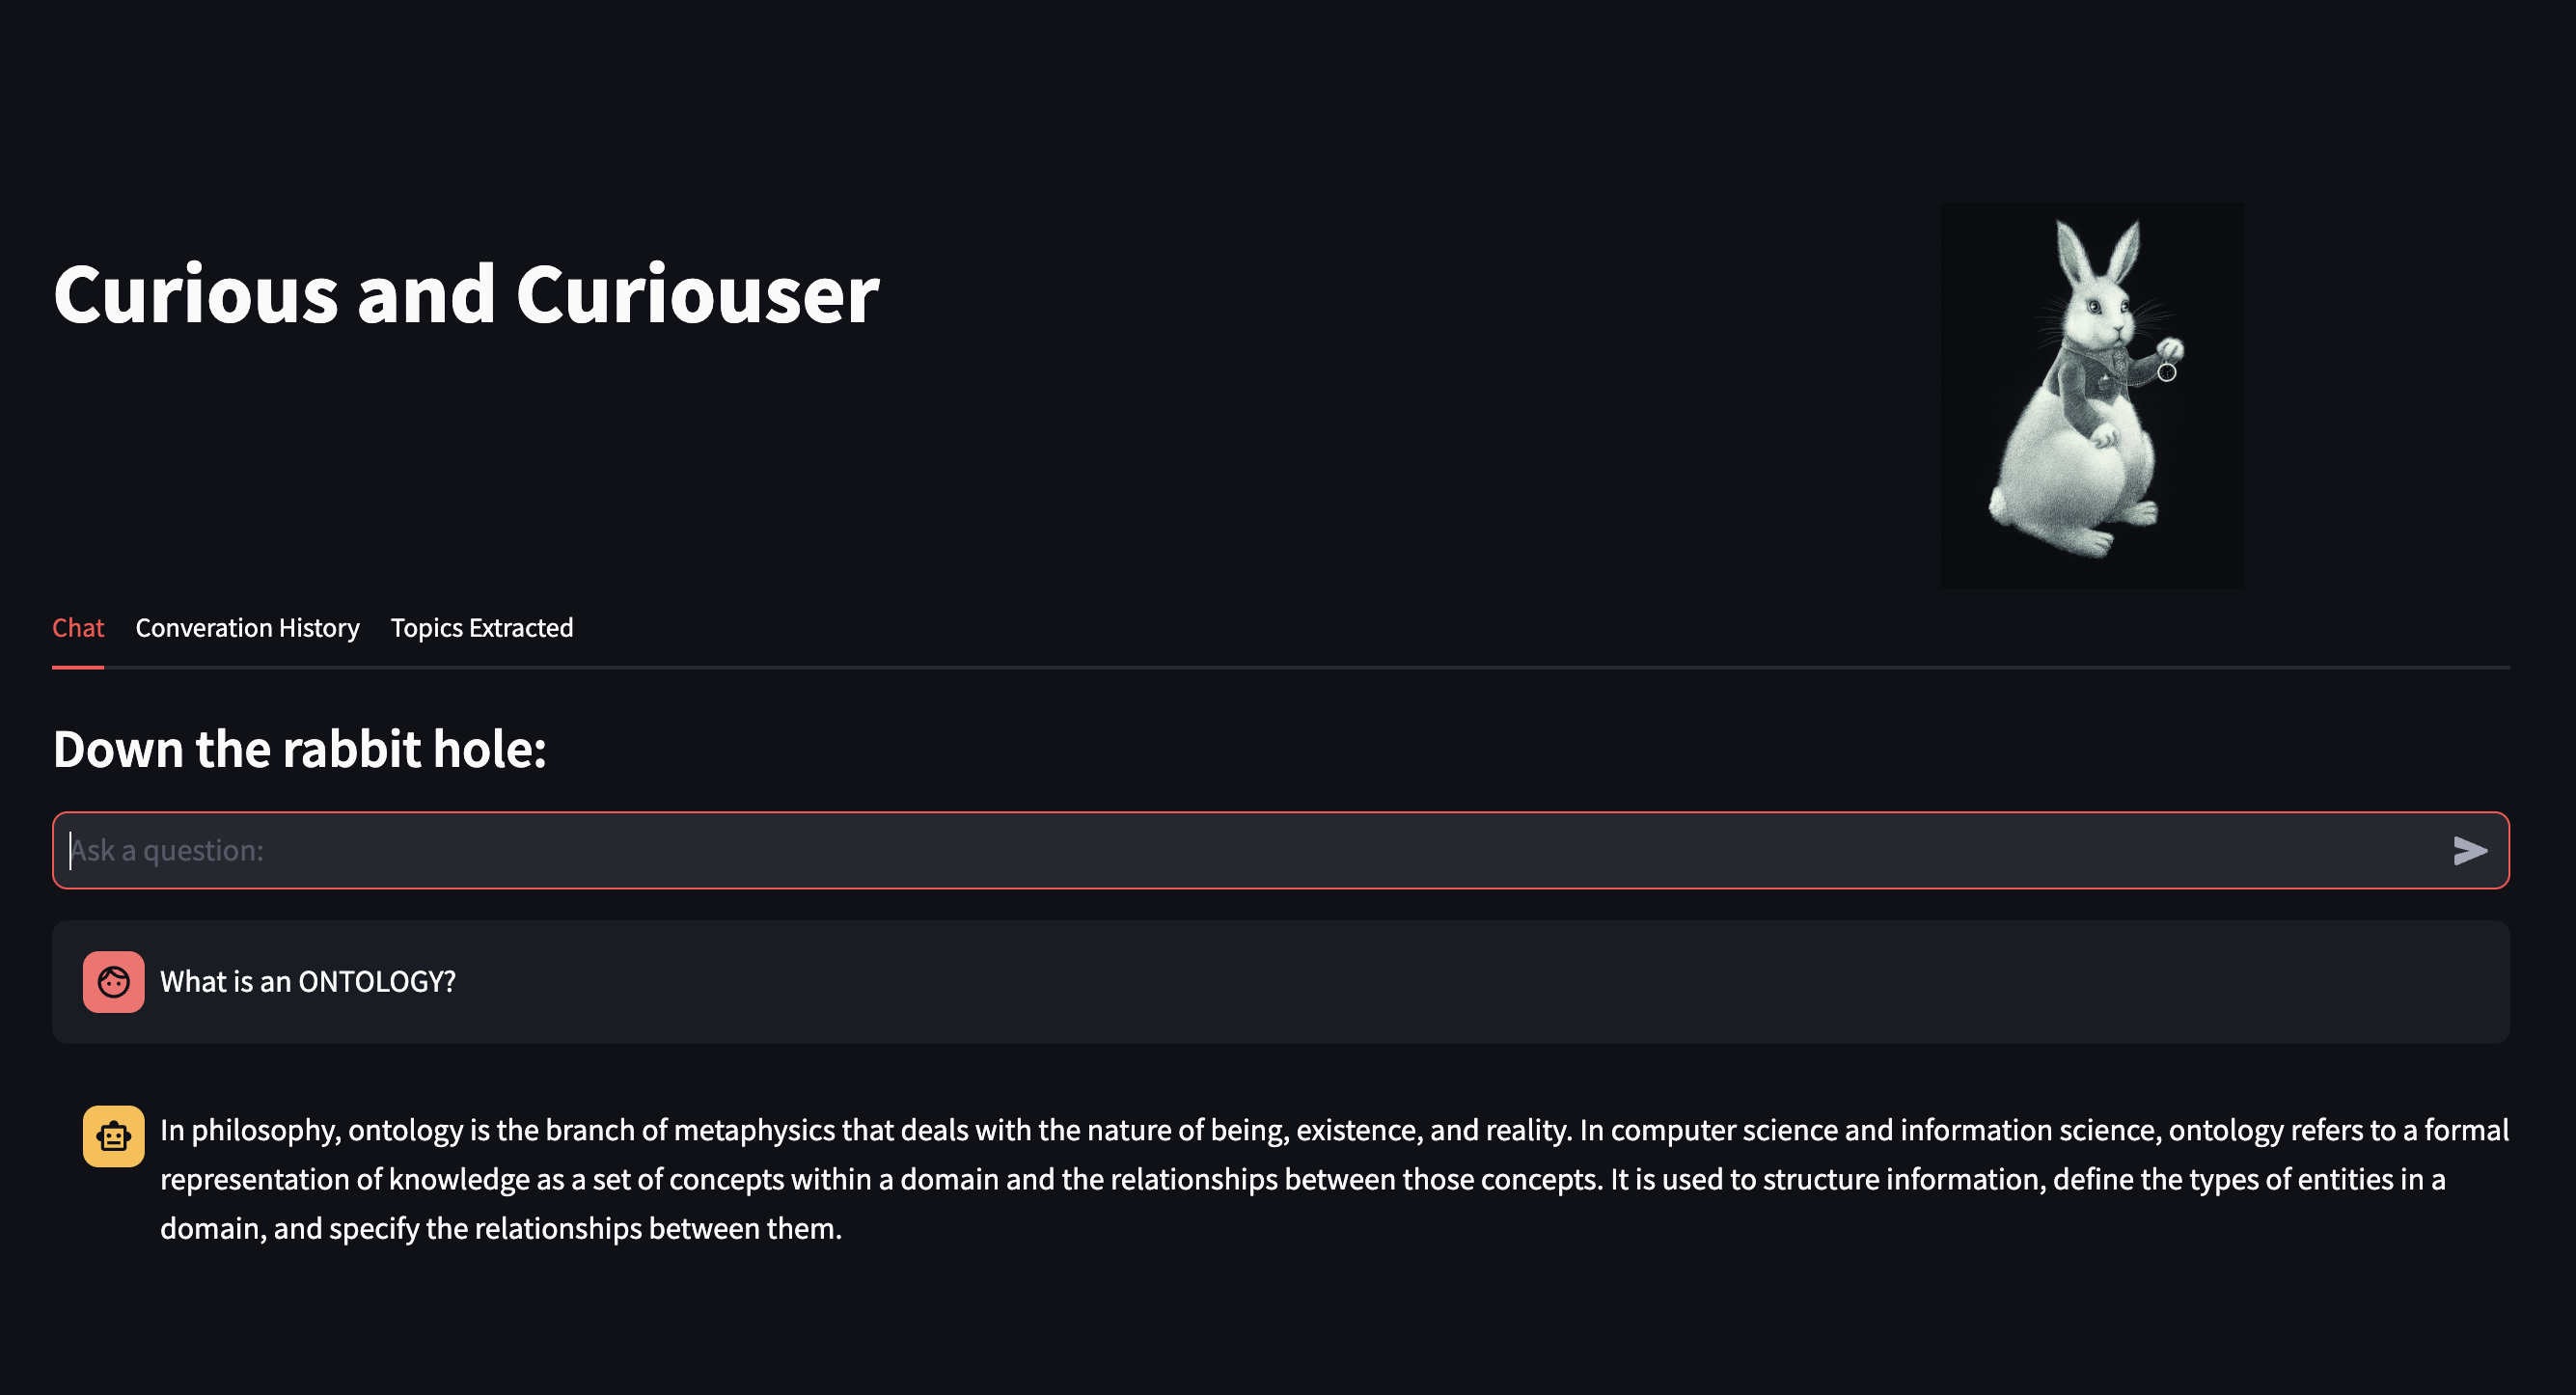 Curious and Curiouser
Chat Converation History Topics Extracted
Down the rabbit hole:
Ask a question:
What is an ONTOLOGY?
In philosophy, ontology is the branch of metaphysics that deals with the nature of being, existence, and reality. In computer science and information science, ontology refers to a formal
representation of knowledge as a set of concepts within a domain and the relationships between those concepts. It is used to structure information, define the types of entities in a
domain, and specify the relationships between them.